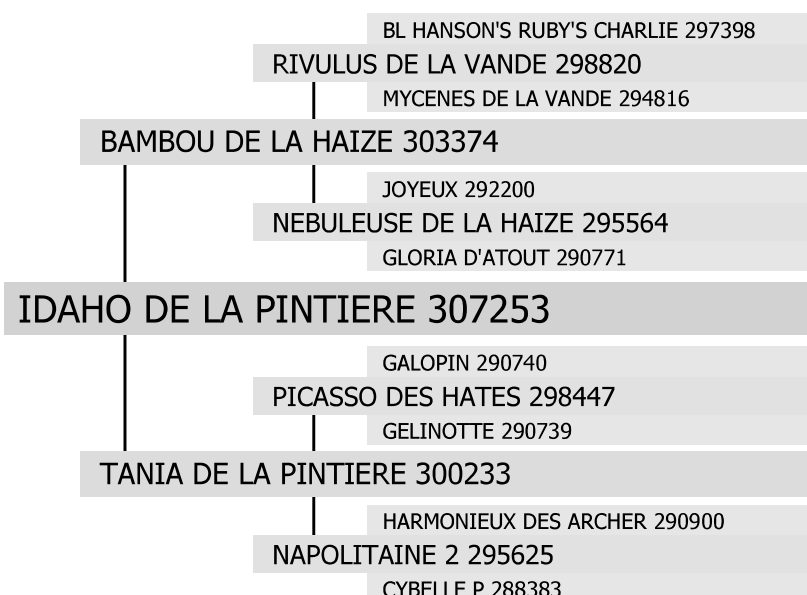 BL HANSON'S RUBY'S CHARLIE 297398
RIVULUS DE LA VANDE 298820
MYCENES DE LA VANDE 294816
BAMBOU DE LA HAIZE 303374
JOYEUX 292200
NEBULEUSE DE LA HAIZE 295564
GLORIA D'ATOUT 290771
IDAHO DE LA PINTIERE 307253
GALOPIN 290740
PICASSO DES HATES 298447
GELINOTTE 290739
TANIA DE LA PINTIERE 300233
HARMONIEUX DES ARCHER 290900
NAPOLITAINE 2 295625
CYBELLE P 288383